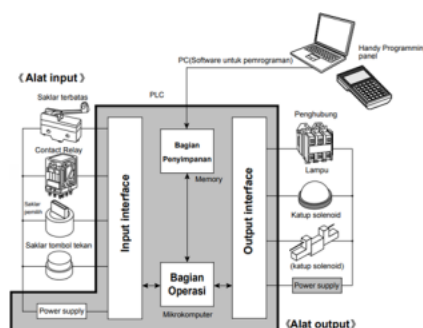 Handy Programming
panel
PC(Software untuk pemrograman)
《Alat input》
PLC
Saklar terbatas
Contact Relay
Saklar
pemilih
Saklar tombol tekan
Power supply
Input interface
Bagian
Penyimpanan
Memory
Bagian
Operasi
Mikrokomputer
Output interface
Penghubung
Lampu
Katup solenoid
(katup solenoid)
Power supply
《Alat output》